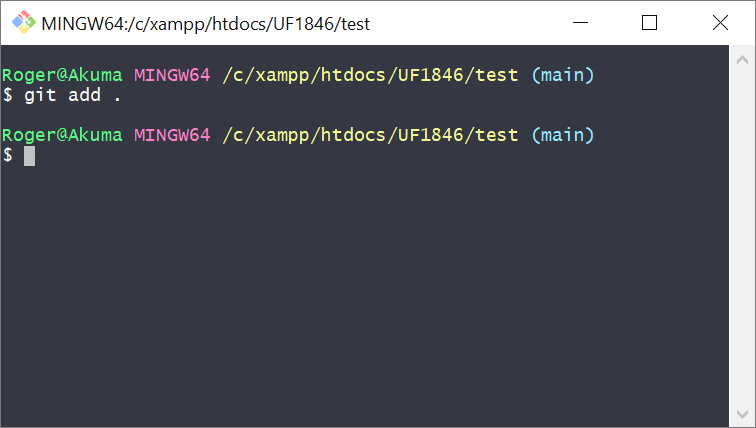 MINGW64:/c/xampp/htdocs/UF1846/test
Roger@Akuma MINGW64 /c/xampp/htdocs/UF1846/test (main)
$ git add .
Roger@Akuma MINGW64 /c/xampp/htdocs/UF1846/test (main)
$